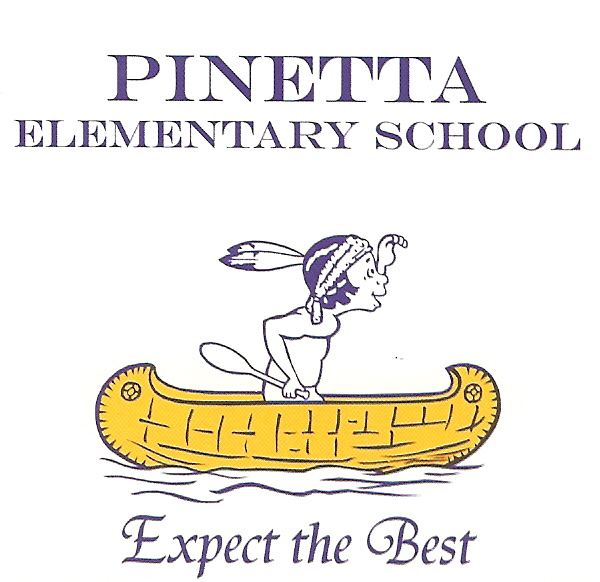 PINETTA
ELEMENTARY SCHOOL
Expect the Best